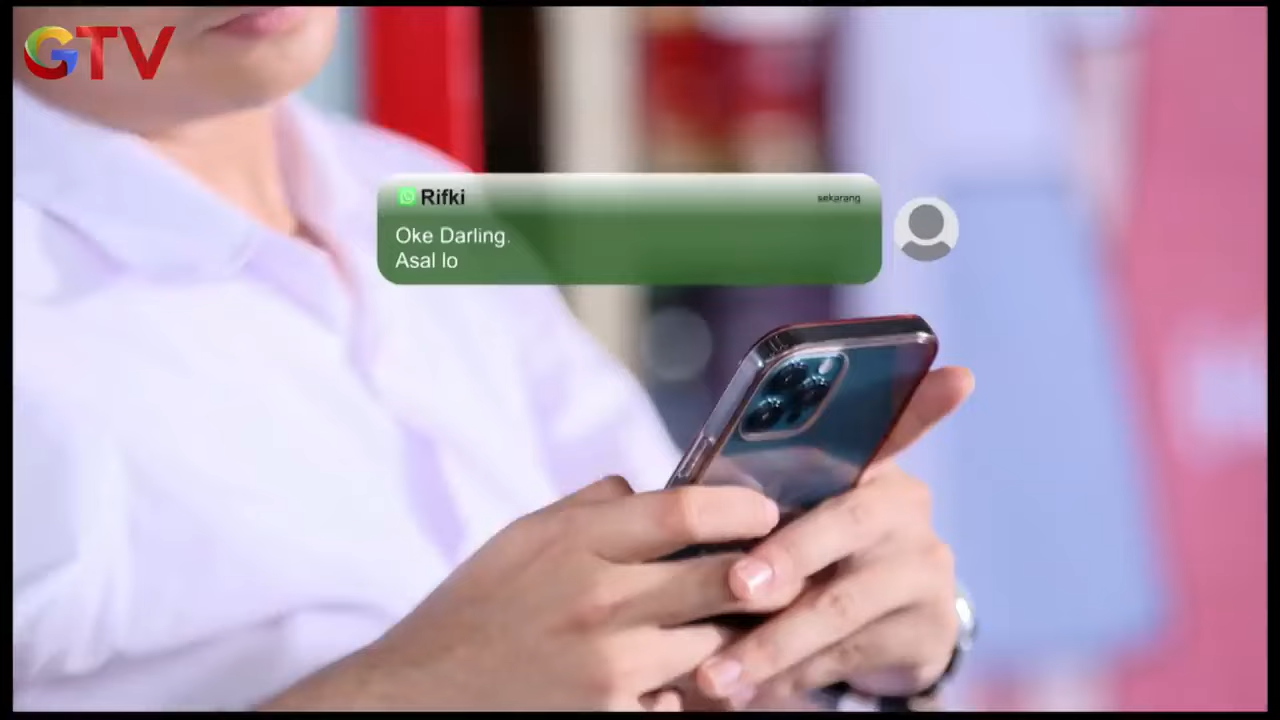 GTV
Rifki
sekarang
Oke Darling.
Asal lo